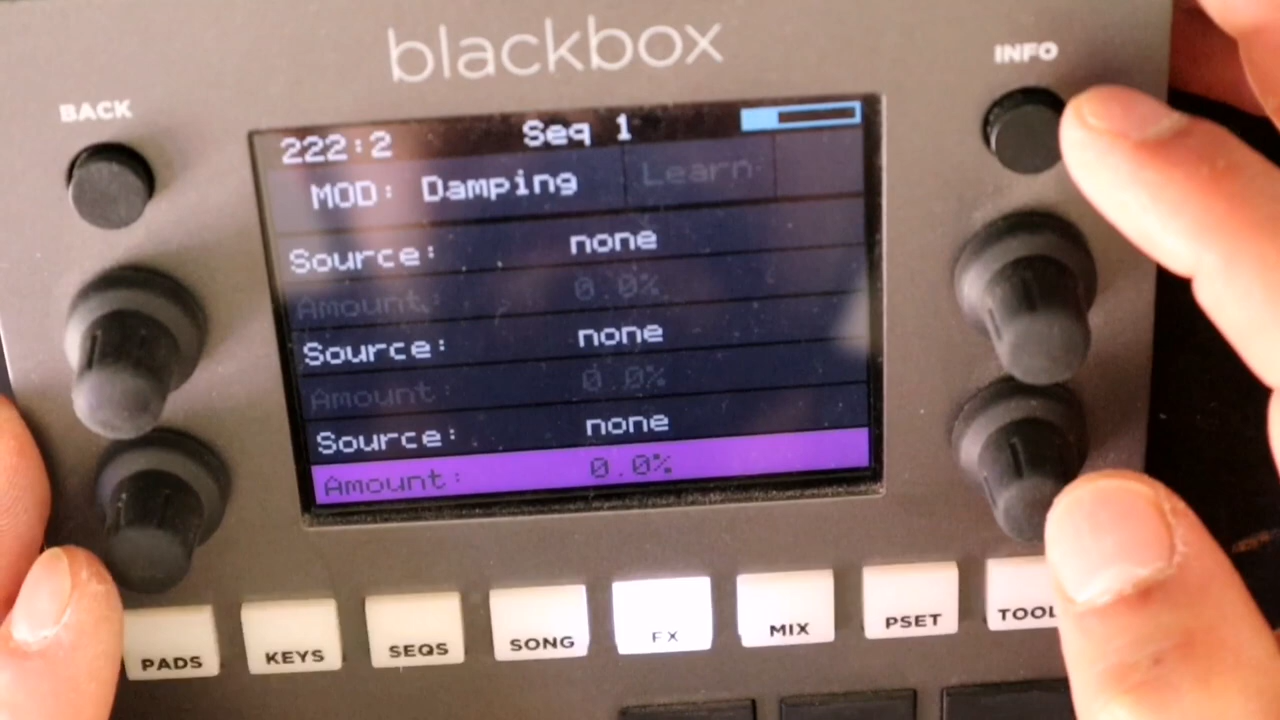 blackbox
INFO
BACK
222:2 Seq 1
MOD: Damping Learn
Source: none
Amount: 0.0%
Source: none
Amount: 0.0%
Source: none
Amount: 0.0%
PADS KEYS SEQS SONG FX MIX PSET TOOL